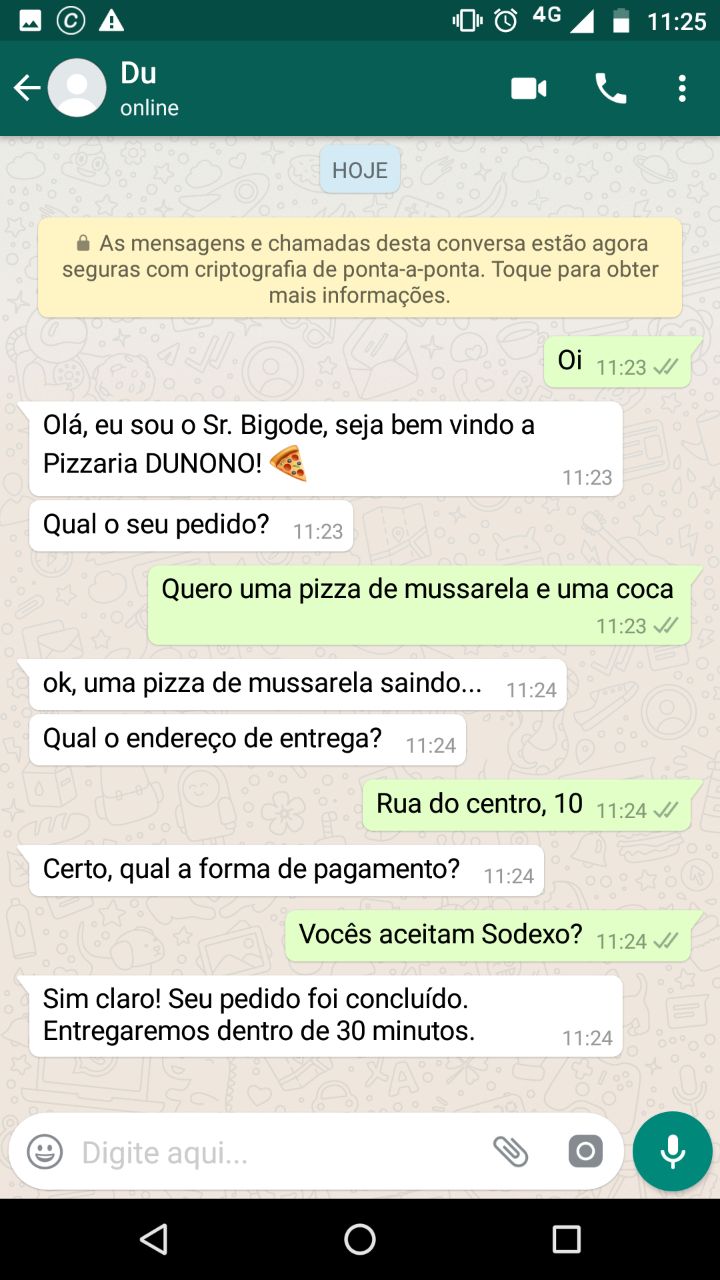 4G 11:25
Du
online
HOJE
As mensagens e chamadas desta conversa estão agora
seguras com criptografia de ponta-a-ponta. Toque para obter
mais informações.
Oi 11:23
Olá, eu sou o Sr. Bigode, seja bem vindo a
Pizzaria DUNONO!
11:23
Qual o seu pedido? 11:23
Quero uma pizza de mussarela e uma coca
11:23
ok, uma pizza de mussarela saindo... 11:24
Qual o endereço de entrega? 11:24
Rua do centro, 10 11:24
Certo, qual a forma de pagamento? 11:24
Vocês aceitam Sodexo? 11:24
Sim claro! Seu pedido foi concluído.
Entregaremos dentro de 30 minutos. 11:24
Digite aqui...